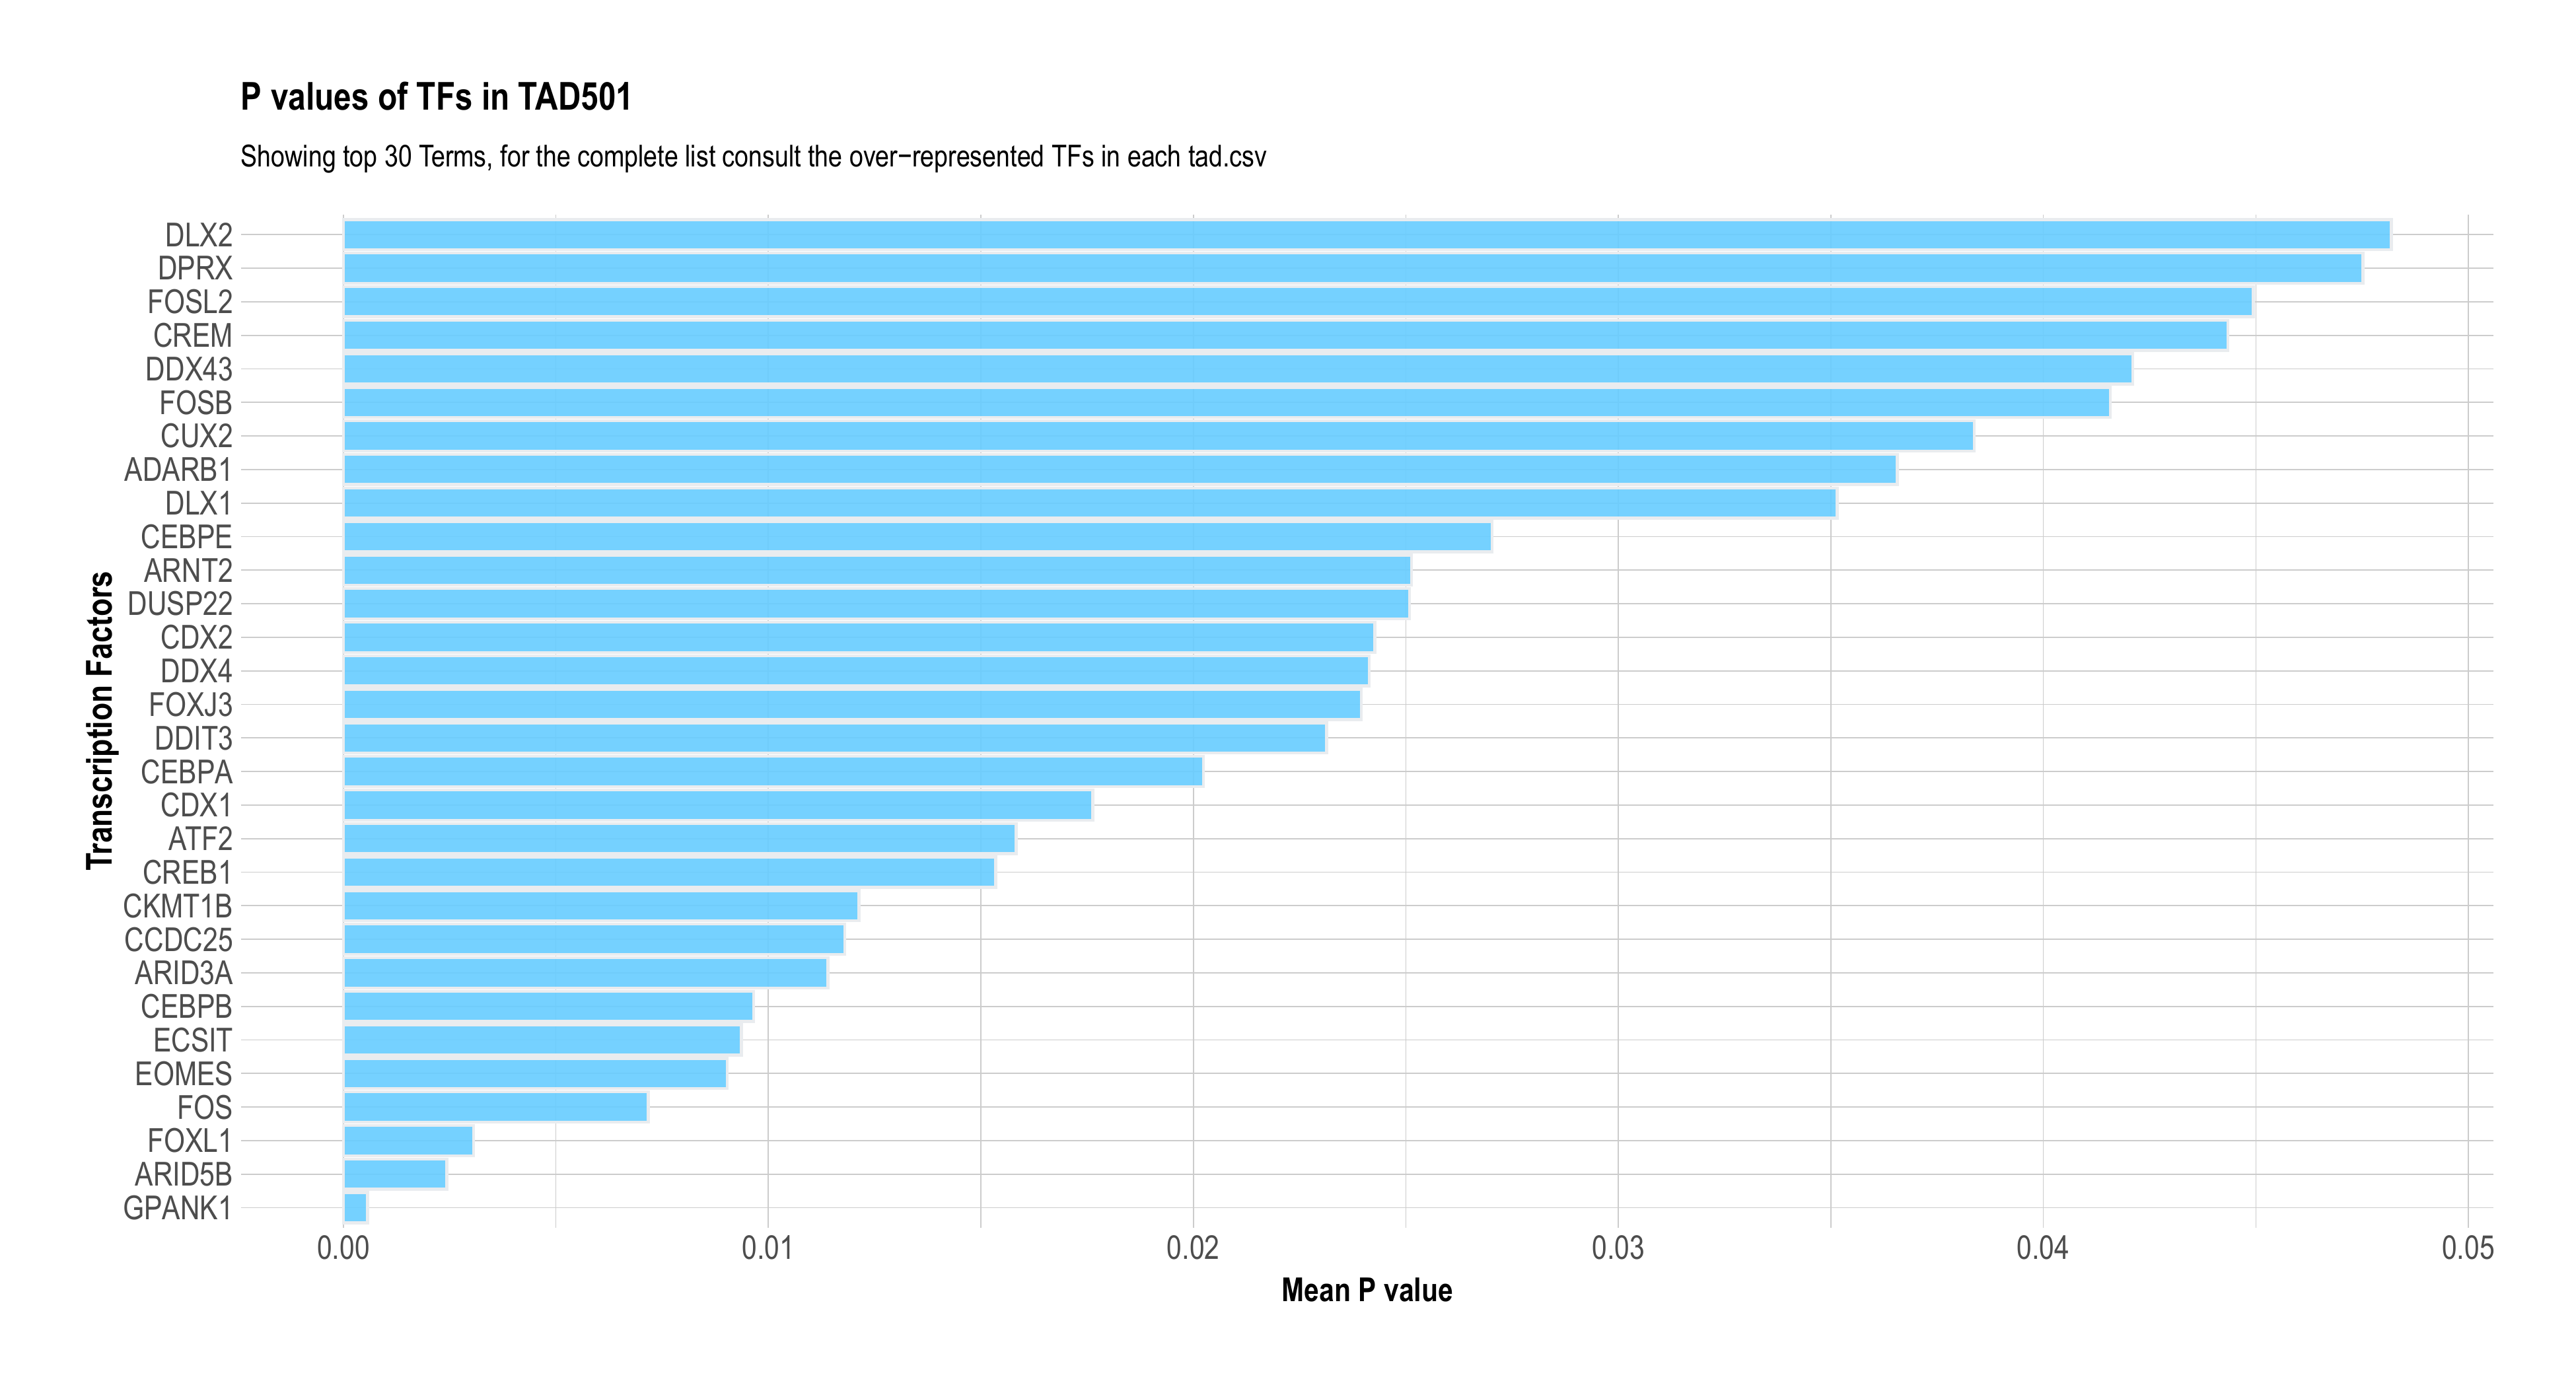 P values of TFs in TAD501
Showing top 30 Terms, for the complete list consult the over−represented TFs in each tad.csv
Transcription Factors
DLX2
DPRX
FOSL2
CREM
DDX43
FOSB
CUX2
ADARB1
DLX1
CEBPE
ARNT2
DUSP22
CDX2
DDX4
FOXJ3
DDIT3
CEBPA
CDX1
ATF2
CREB1
CKMT1B
CCDC25
ARID3A
CEBPB
ECSIT
EOMES
FOS
FOXL1
ARID5B
GPANK1
0.00 0.01 0.02 0.03 0.04 0.05
Mean P value